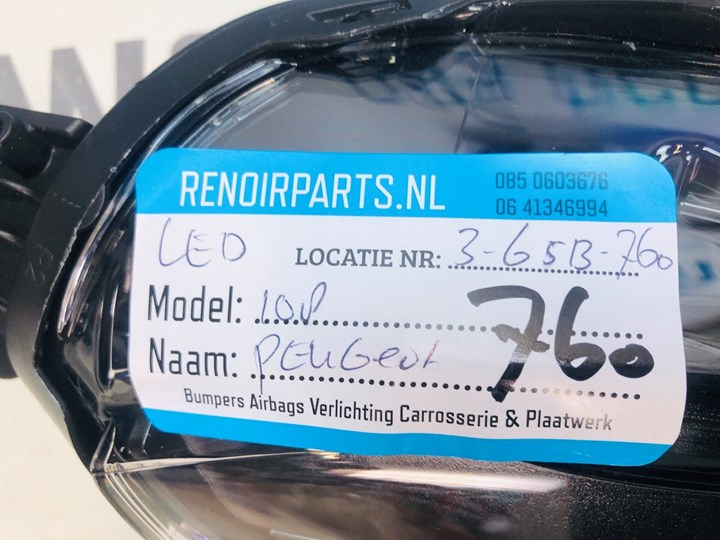 RENOIRPARTS.NL
085 0603676
06 41346994
LED LOCATIE NR: 3-65B-760
Model: 108
Naam: PEUGeot
760
Bumpers Airbags Verlichting Carrosserie & Plaatwerk